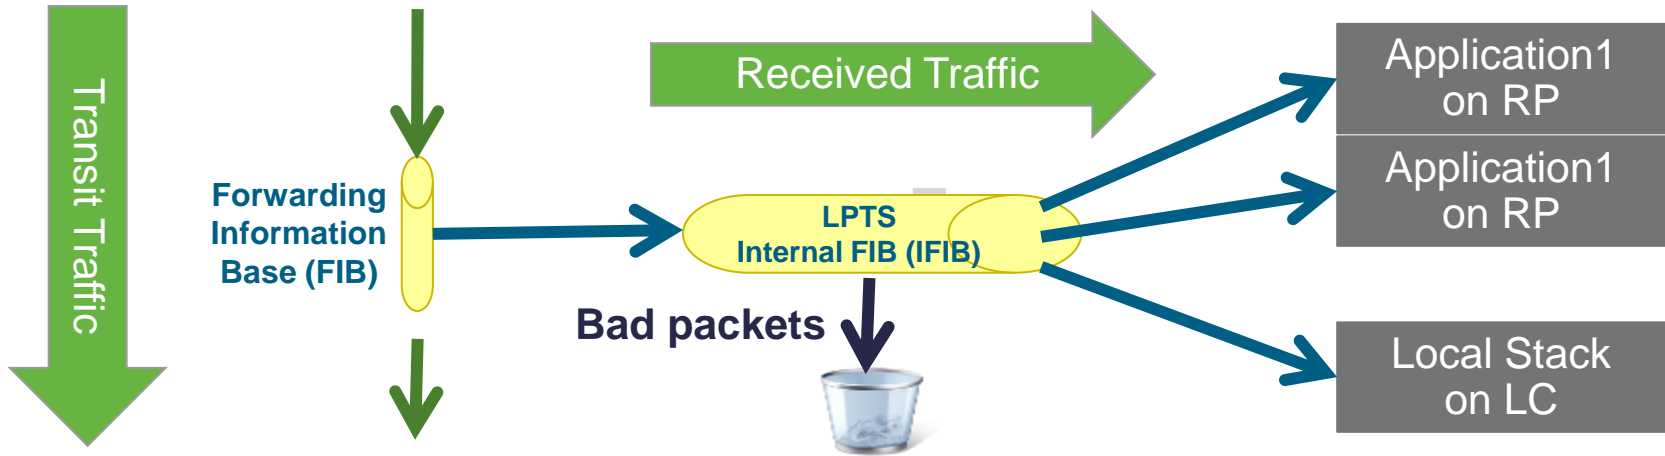 Transit Traffic
Forwarding
Information
Base (FIB)
Received Traffic
LPTS
Internal FIB (IFIB)
Bad packets
Application1
on RP
Application1
on RP
Local Stack
on LC